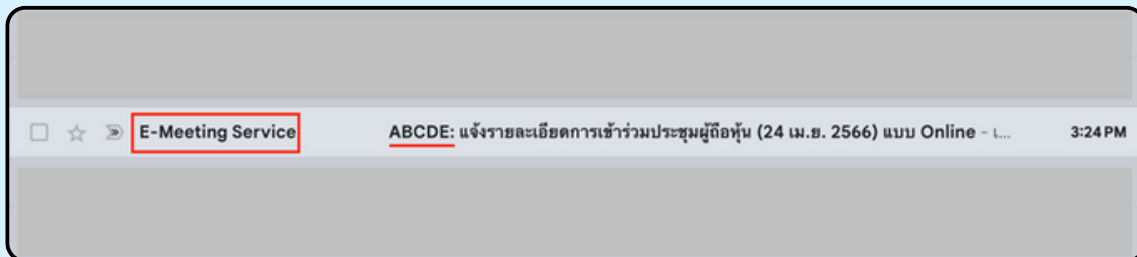 E-Meeting Service ABCDE: แจ้งรายละเอียดการเข้าร่วมประชุมผู้ถือหุ้น (24 เม.ย. 2566) แบบ Online - เ... 3:24 PM